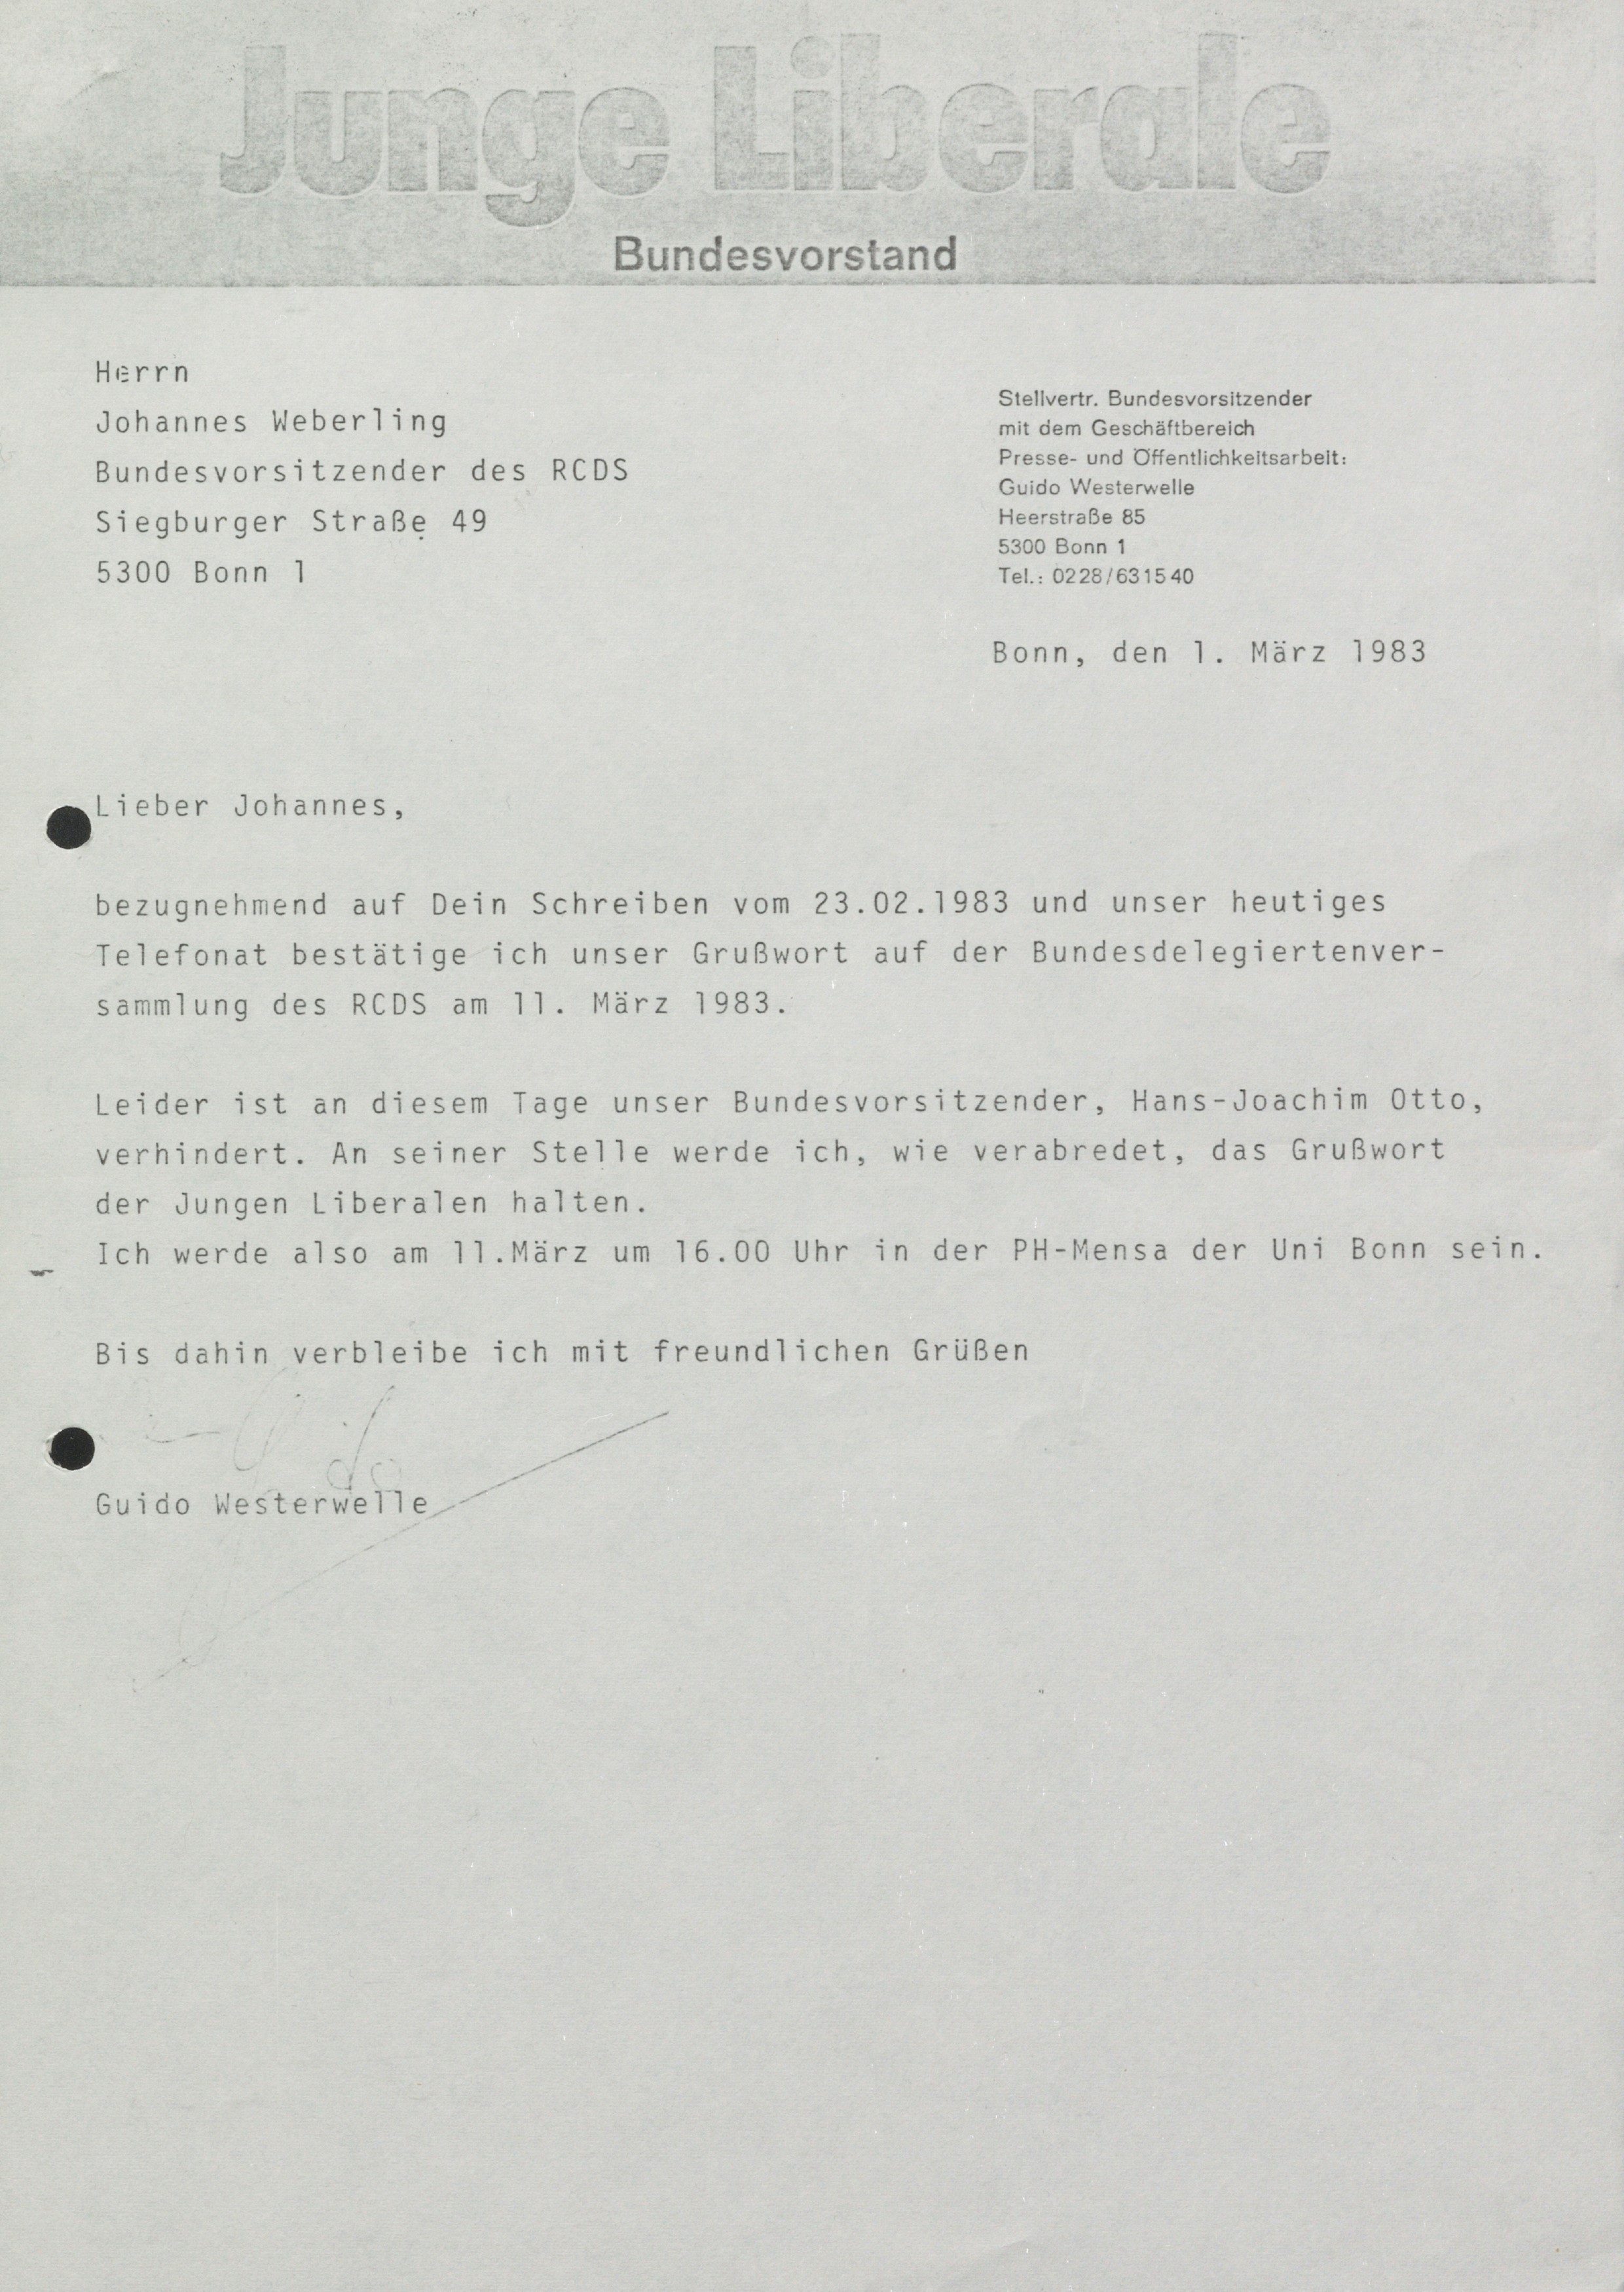 Junge Liberale
Bundesvorstand
Herrn
Johannes Weberling
Bundesvorsitzender des RCDS
Siegburger Straße 49
5300 Bonn 1
Stellvertr. Bundesvorsitzender
mit dem Geschäftbereich
Presse- und Öffentlichkeitsarbeit:
Guido Westerwelle
Heerstraße 85
5300 Bonn 1
Tel.: 0228/631540
Bonn, den 1. März 1983
Lieber Johannes,
bezugnehmend auf Dein Schreiben vom 23.02.1983 und unser heutiges
Telefonat bestätige ich unser Grußwort auf der Bundesdelegiertenver-
sammlung des RCDS am 11. März 1983.
Leider ist an diesem Tage unser Bundesvorsitzender, Hans-Joachim Otto,
verhindert. An seiner Stelle werde ich, wie verabredet, das Grußwort
der Jungen Liberalen halten.
Ich werde also am 11.März um 16.00 Uhr in der PH-Mensa der Uni Bonn sein.
Bis dahin verbleibe ich mit freundlichen Grüßen
Guido
Guido Westerwelle